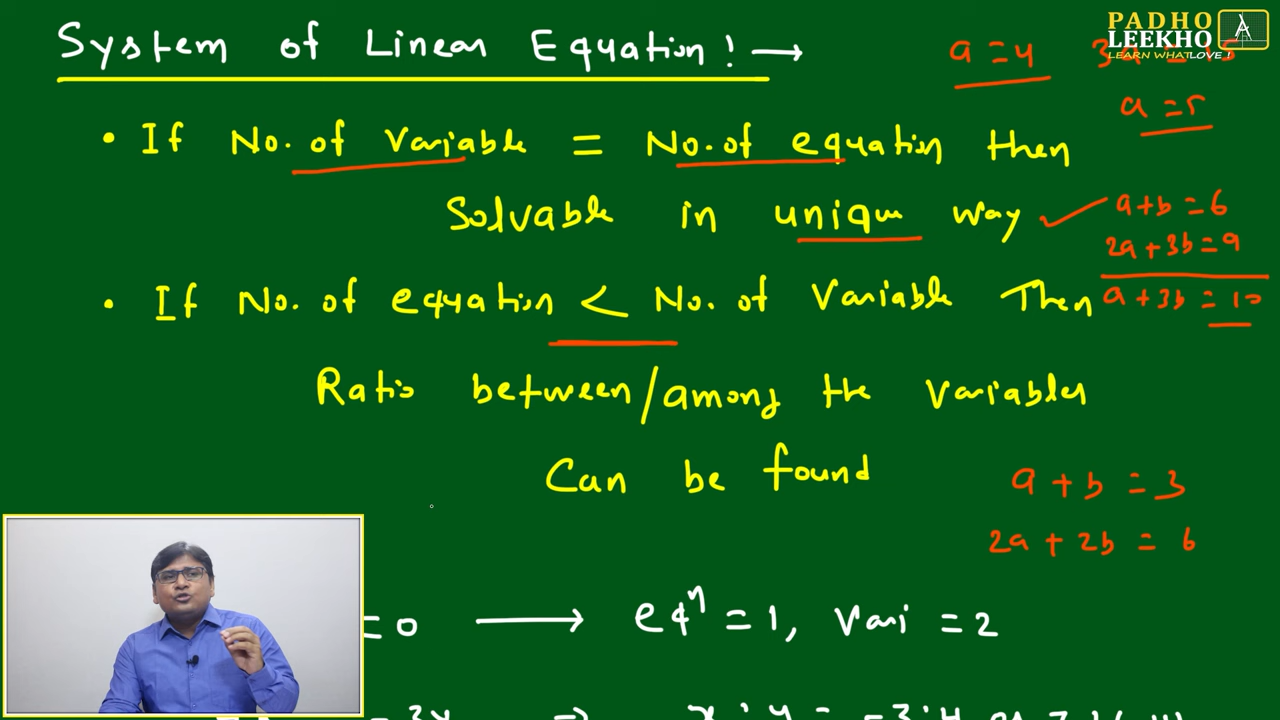 PADHO
LEEKHO
LEARN WHAT LOVE !
System of Linear Equation! →
a = 4
a = 5
• If No. of variable = No. of equation then
Solvable in unique way
a + b = 6
2a + 3b = 9
• If No. of equation < No. of variable Then
a + 3b = 10
Ratio between/among the variables
Can be found
a + b = 3
2a + 2b = 6
= 0 → eqⁿ = 1, Vari = 2